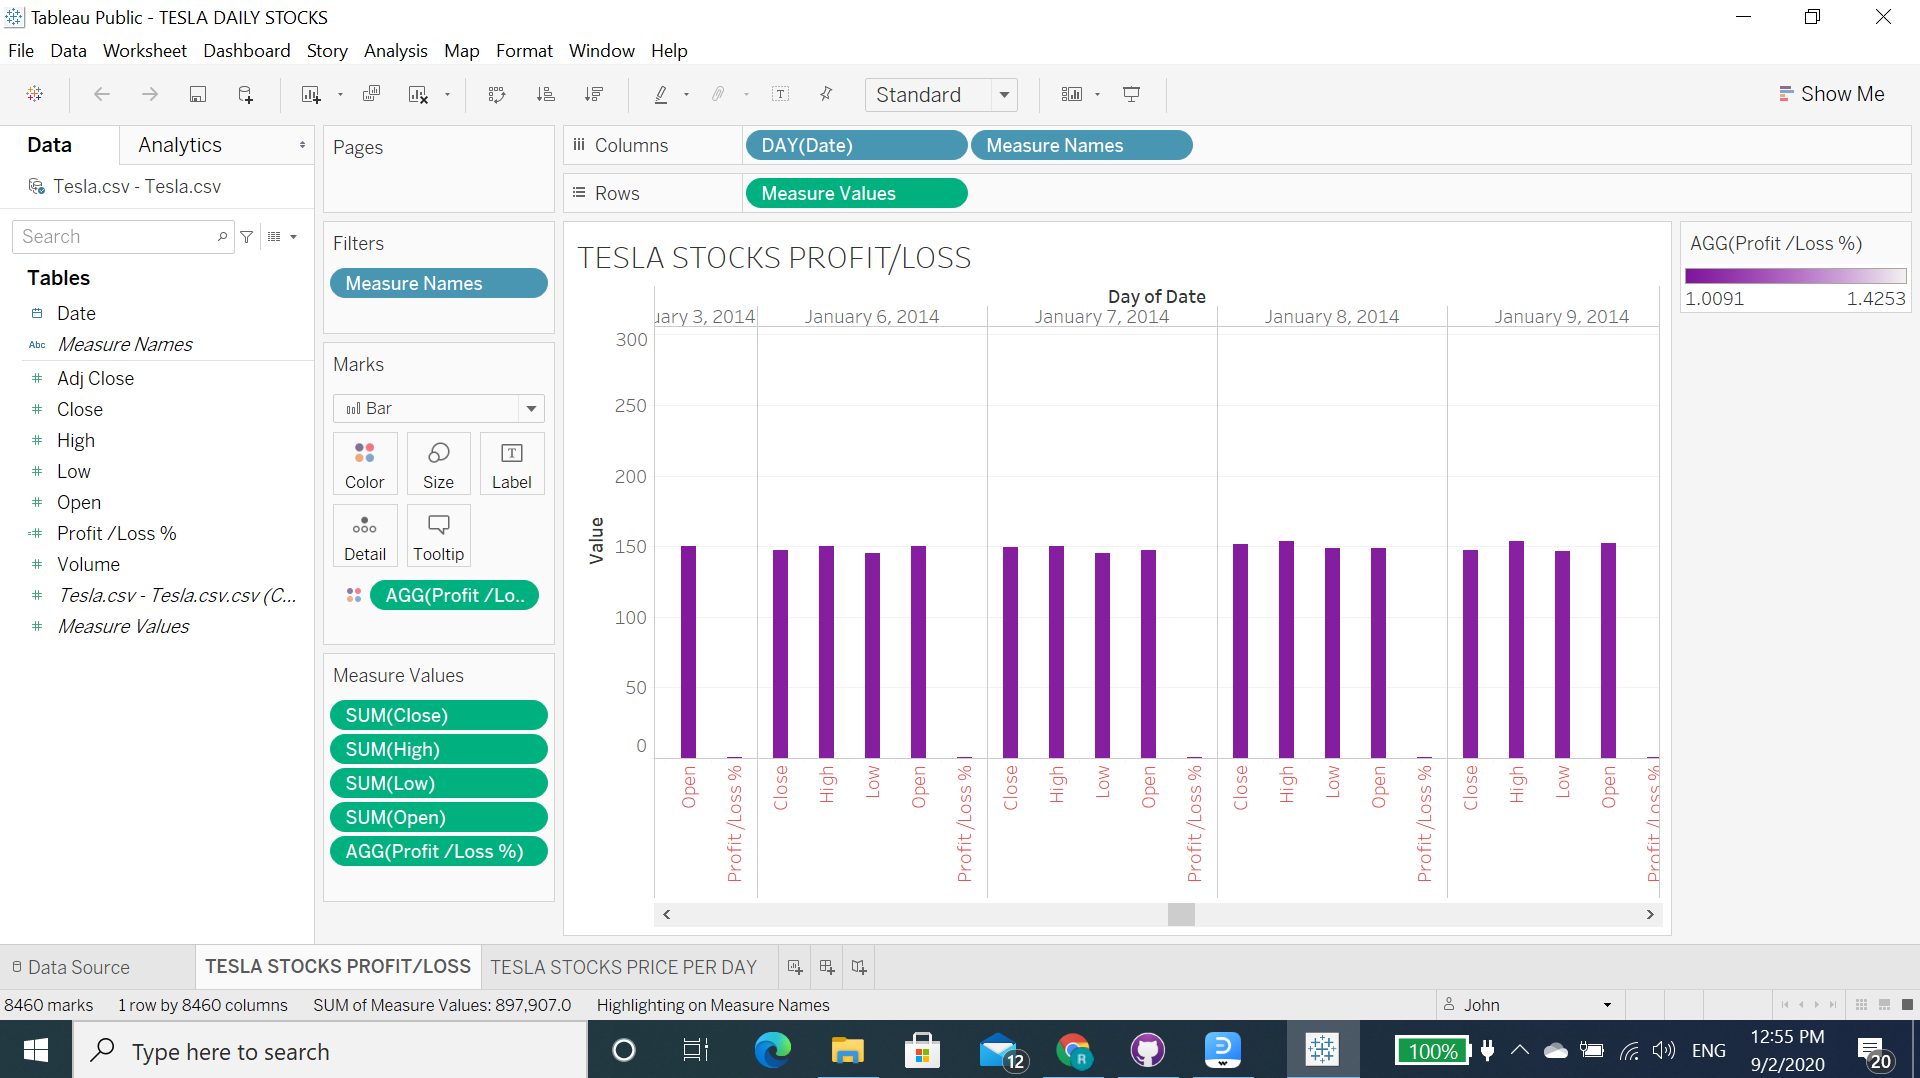 Tableau Public - TESLA DAILY STOCKS
File Data Worksheet Dashboard Story Analysis Map Format Window Help
Standard
Show Me
Data Analytics
Tesla.csv - Tesla.csv
Search
Tables
Date
Abc Measure Names
Adj Close
Close
High
Low
Open
Profit /Loss %
Volume
Tesla.csv - Tesla.csv.csv (C...
Measure Values
Pages
Filters
Measure Names
Marks
Bar
Color Size Label
Detail Tooltip
AGG(Profit /Lo..
Measure Values
SUM(Close)
SUM(High)
SUM(Low)
SUM(Open)
AGG(Profit /Loss %)
Columns DAY(Date) Measure Names
Rows Measure Values
TESLA STOCKS PROFIT/LOSS
Day of Date
uary 3, 2014 January 6, 2014 January 7, 2014 January 8, 2014 January 9, 2014
Value
300
250
200
150
100
50
0
Open Profit /Loss % Close High Low Open Profit /Loss % Close High Low Open Profit /Loss % Close High Low Open Profit /Loss % Close High Low Open Profit /Loss %
AGG(Profit /Loss %)
1.0091 1.4253
Data Source TESLA STOCKS PROFIT/LOSS TESLA STOCKS PRICE PER DAY
8460 marks 1 row by 8460 columns SUM of Measure Values: 897,907.0 Highlighting on Measure Names John
Type here to search
12
R
100%
ENG
12:55 PM
9/2/2020
20